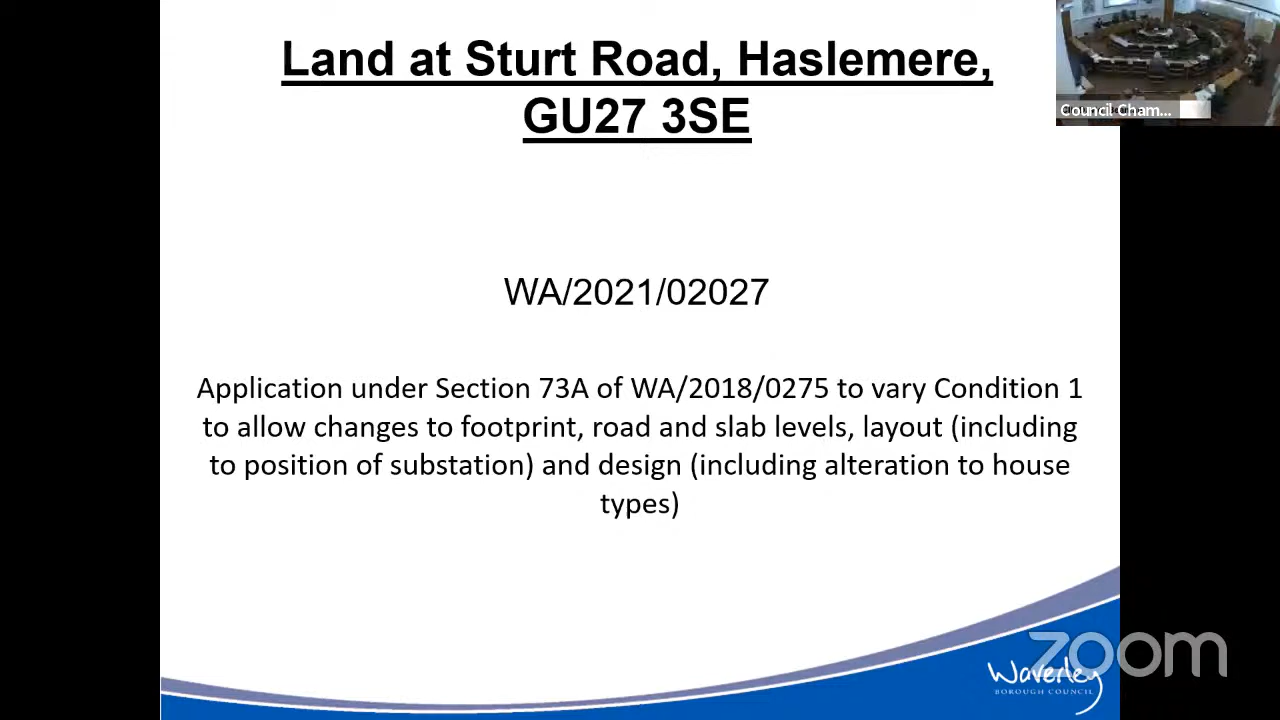 Land at Sturt Road, Haslemere,
GU27 3SE
Council Cham...
WA/2021/02027
Application under Section 73A of WA/2018/0275 to vary Condition 1
to allow changes to footprint, road and slab levels, layout (including
to position of substation) and design (including alteration to house
types)
zoom
Waverley
BOROUGH COUNCIL